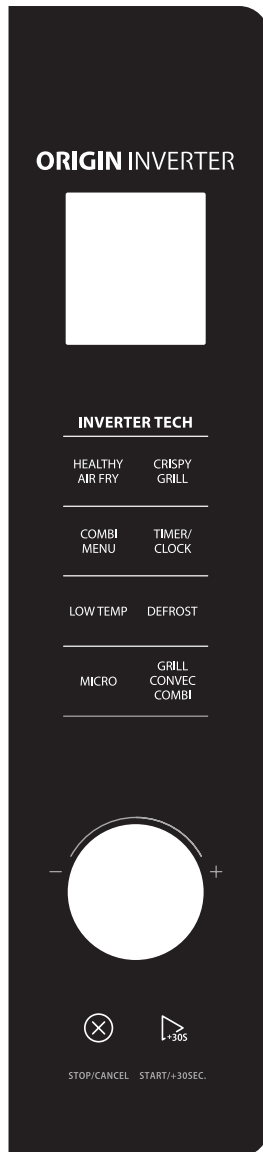 ORIGIN INVERTER
INVERTER TECH
HEALTHY
AIR FRY
CRISPY
GRILL
COMBI
MENU
TIMER/
CLOCK
LOW TEMP
DEFROST
MICRO
GRILL
CONVEC
COMBI
− +
+30S
STOP/CANCEL START/+30SEC.